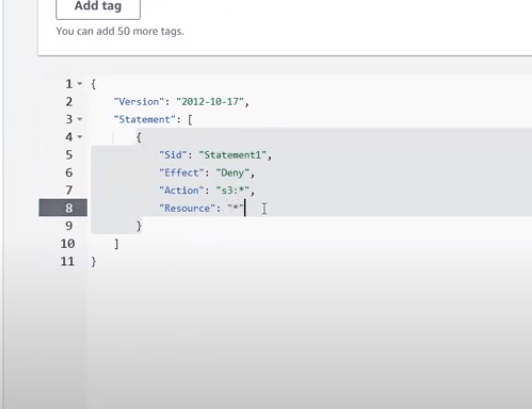 Add tag
You can add 50 more tags.
1 {
2 "Version": "2012-10-17",
3 "Statement": [
4 {
5 "Sid": "Statement1",
6 "Effect": "Deny",
7 "Action": "s3:*",
8 "Resource": "*"
9 }
10 ]
11 }